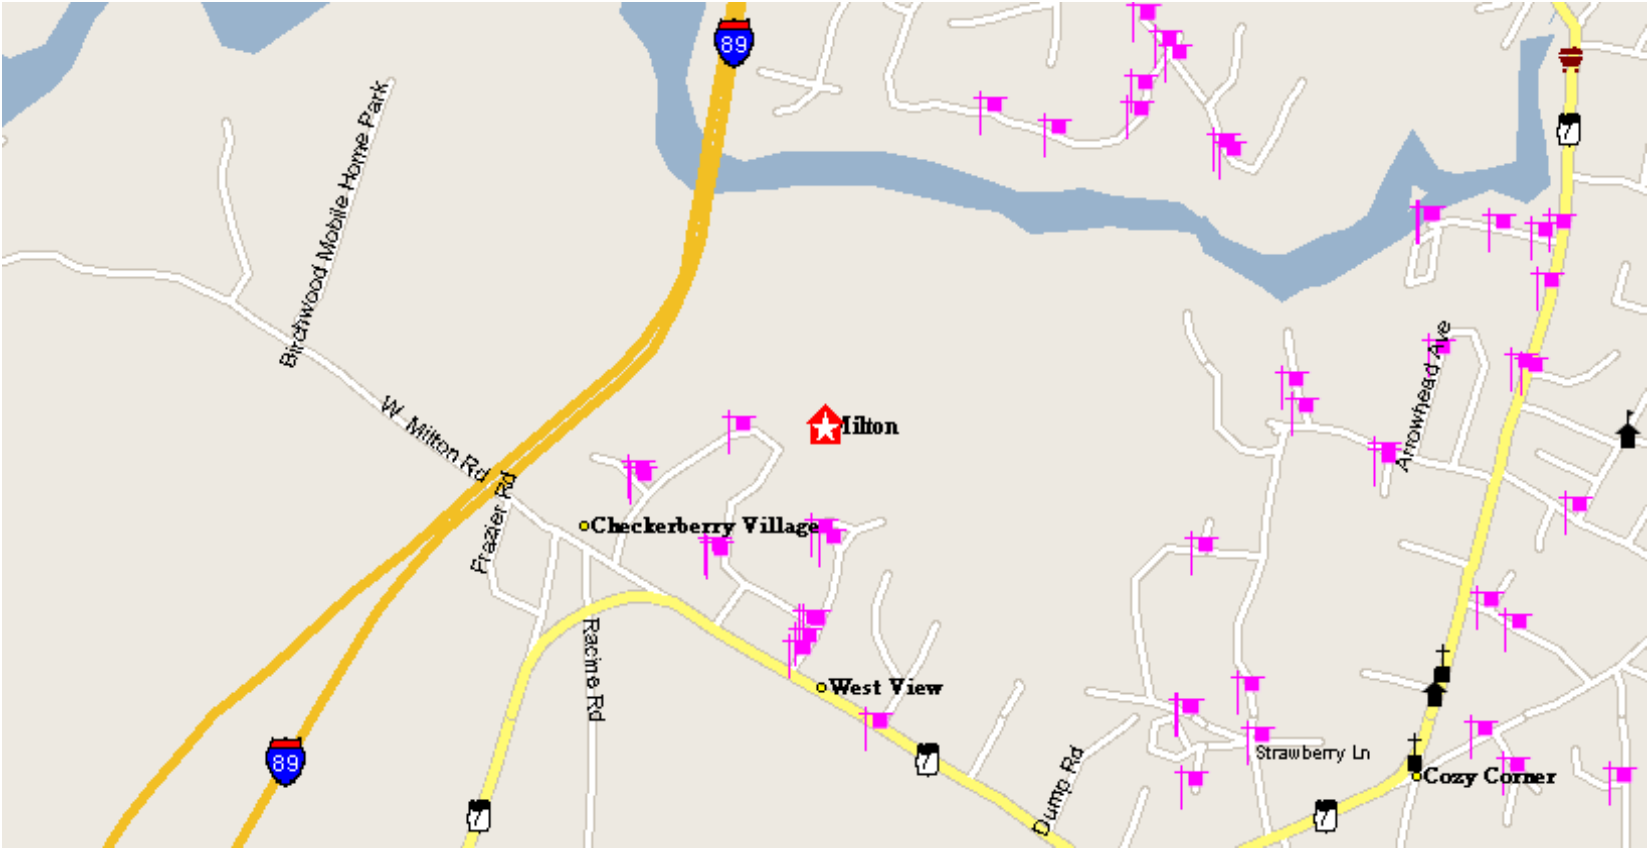 89
Birchwood Mobile Home Park
7
W Milton Rd
Frazier Rd
Milton
Arrowhead Ave
Checkerberry Village
Racine Rd
West View
89
7
7
Dump Rd
Strawberry Ln
Cozy Corner
7